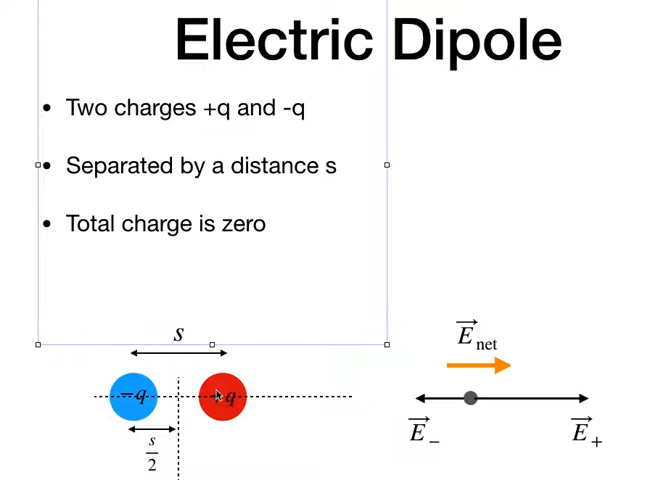 Electric Dipole
• Two charges +q and -q
• Separated by a distance s
• Total charge is zero
s
E⃗ net
−q
+q
E⃗ −
E⃗ +
s
2